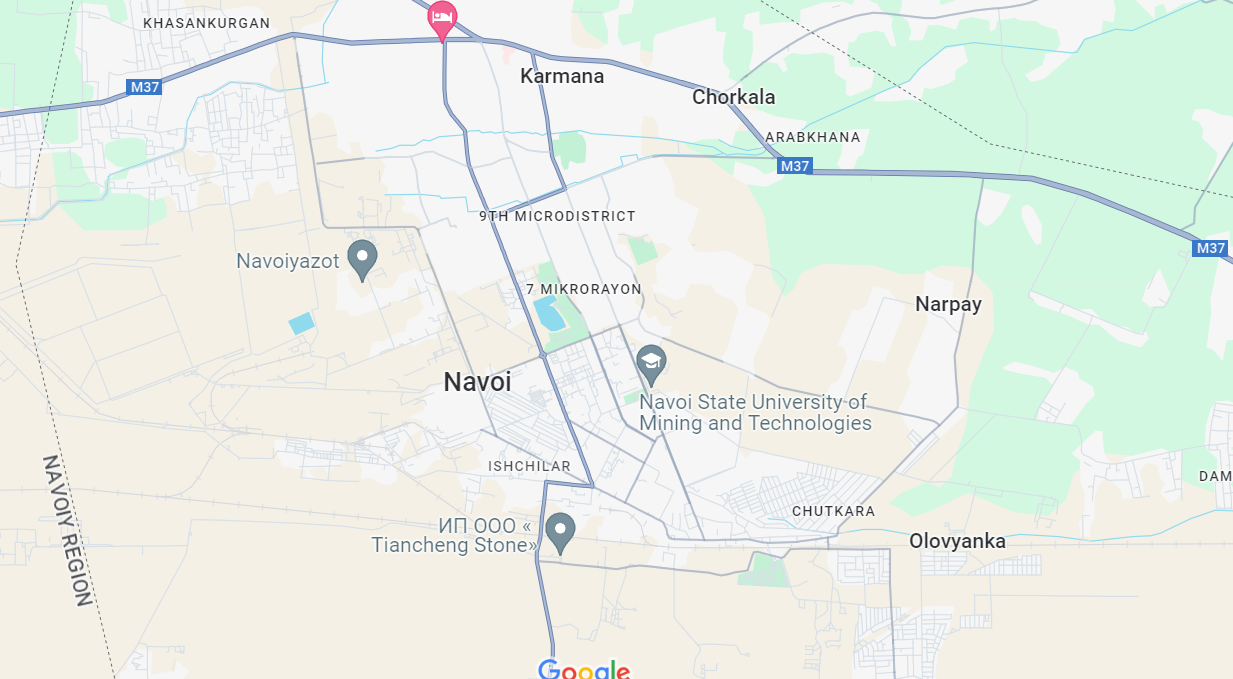 KHASANKURGAN
Karmana
M37
Chorkala
ARABKHANA
M37
9TH MICRODISTRICT
M37
Navoiyazot
7 MIKRORAYON
Narpay
Navoi
Navoi State University of
Mining and Technologies
ISHCHILAR
DAM
NAVOIY REGION
CHUTKARA
ИП ООО «
Tiancheng Stone»
Olovyanka
Google